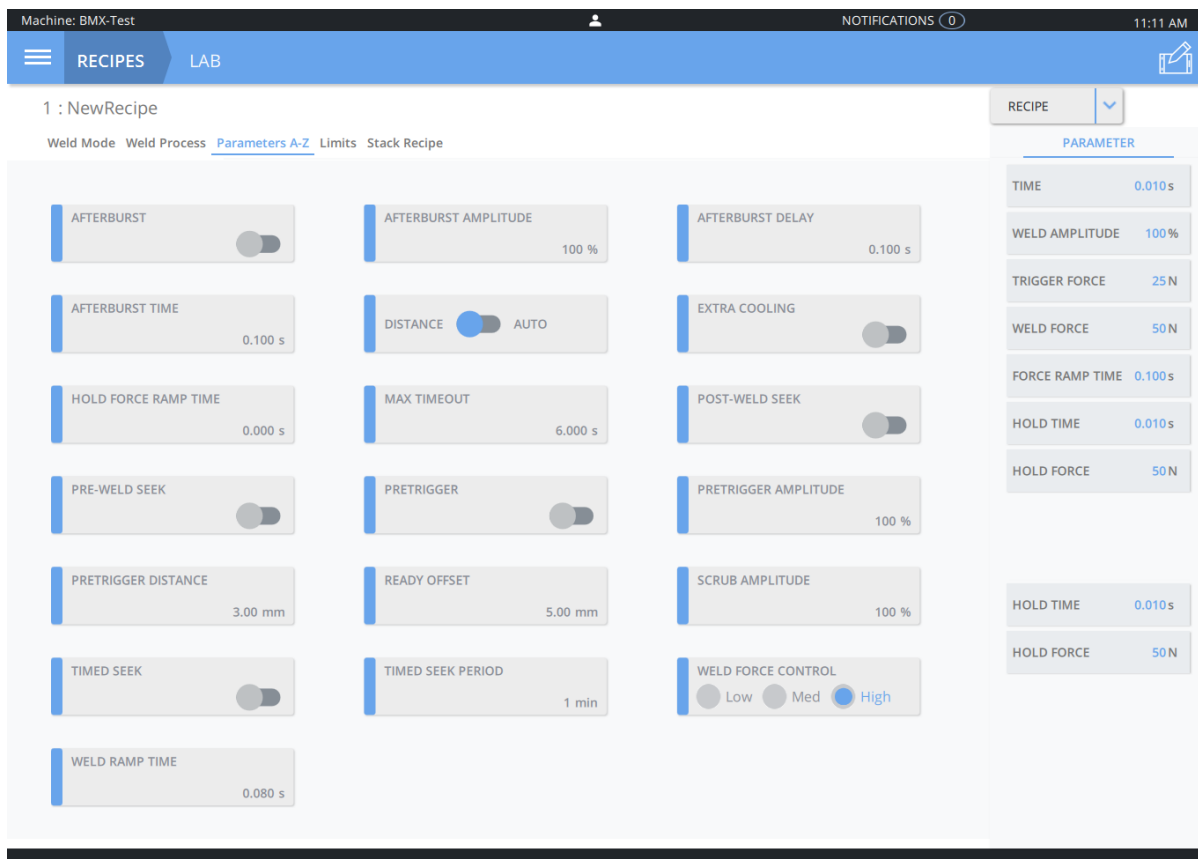 Machine: BMX-Test
NOTIFICATIONS 0
11:11 AM
RECIPES
LAB
1 : NewRecipe
RECIPE
Weld Mode Weld Process Parameters A-Z Limits Stack Recipe
PARAMETER
AFTERBURST
AFTERBURST AMPLITUDE
100 %
AFTERBURST DELAY
0.100 s
AFTERBURST TIME
0.100 s
DISTANCE AUTO
EXTRA COOLING
HOLD FORCE RAMP TIME
0.000 s
MAX TIMEOUT
6.000 s
POST-WELD SEEK
PRE-WELD SEEK
PRETRIGGER
PRETRIGGER AMPLITUDE
100 %
PRETRIGGER DISTANCE
3.00 mm
READY OFFSET
5.00 mm
SCRUB AMPLITUDE
100 %
TIMED SEEK
TIMED SEEK PERIOD
1 min
WELD FORCE CONTROL
Low Med High
WELD RAMP TIME
0.080 s
TIME 0.010 s
WELD AMPLITUDE 100 %
TRIGGER FORCE 25 N
WELD FORCE 50 N
FORCE RAMP TIME 0.100 s
HOLD TIME 0.010 s
HOLD FORCE 50 N
HOLD TIME 0.010 s
HOLD FORCE 50 N